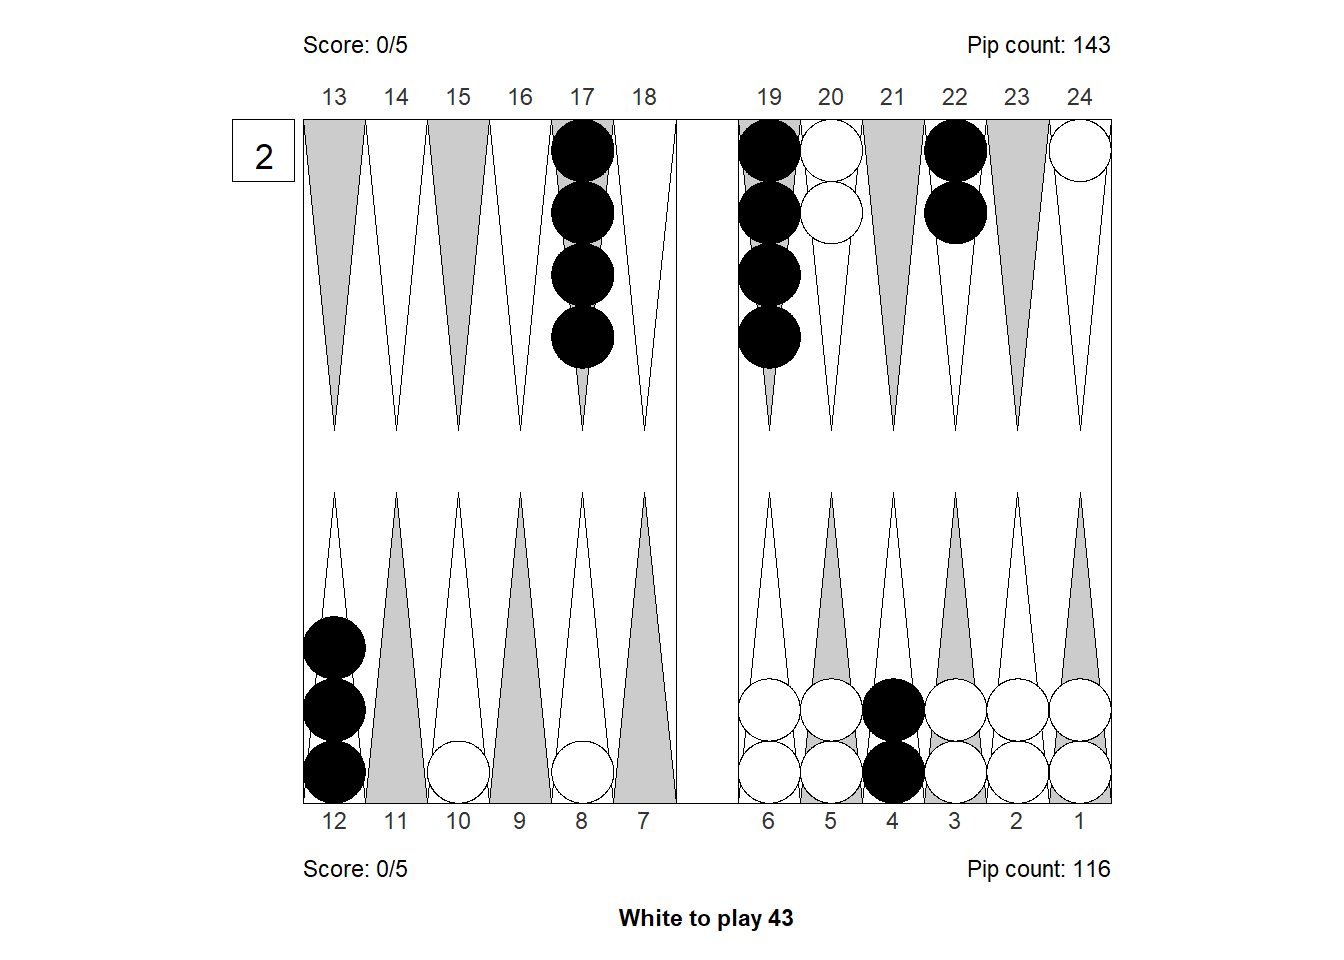 Score: 0/5 Pip count: 143
13 14 15 16 17 18 19 20 21 22 23 24
2
12 11 10 9 8 7 6 5 4 3 2 1
Score: 0/5 Pip count: 116
White to play 43